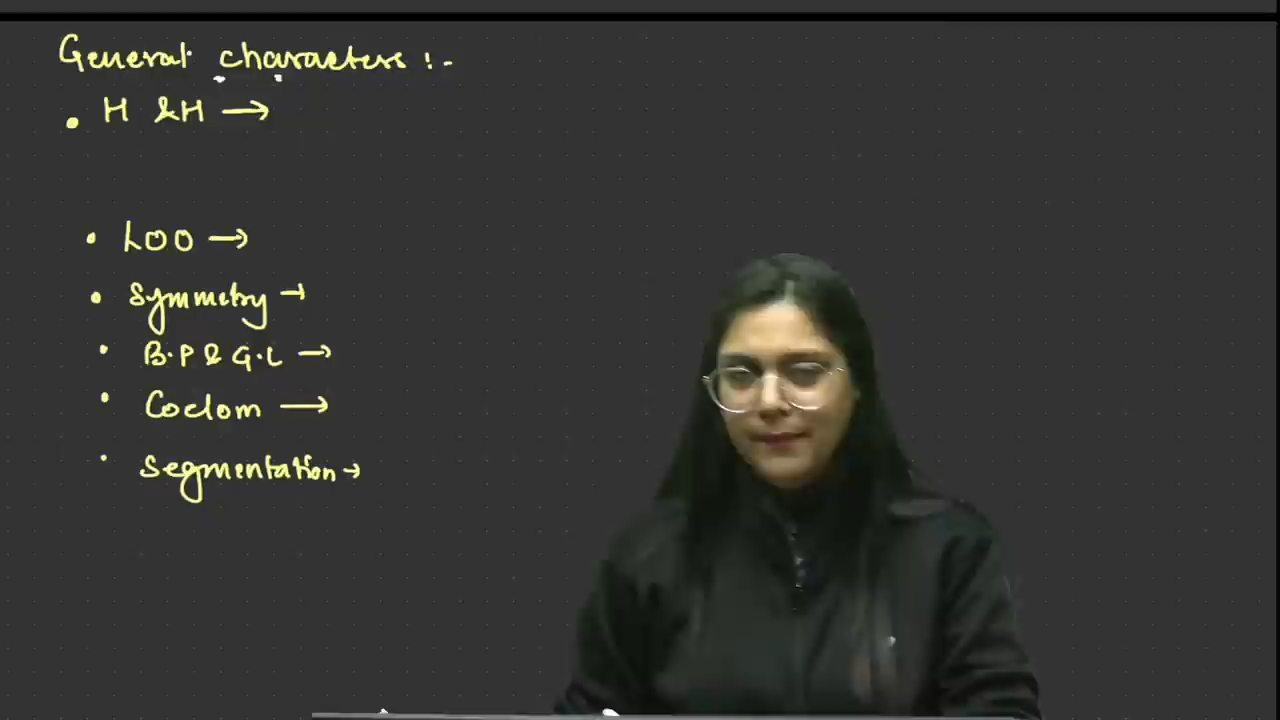 General characters :-
• H & H →
• LOO →
• Symmetry →
• B.P & G.L →
• Coelom →
• Segmentation →